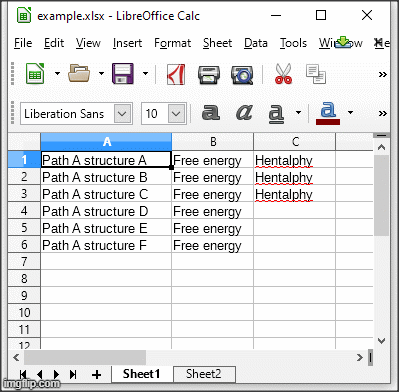 example.xlsx - LibreOffice Calc
File Edit View Insert Format Sheet Data Tools Window
Liberation Sans 10 a a a a
A B C
1 Path A structure A Free energy Hentalphy
2 Path A structure B Free energy Hentalphy
3 Path A structure C Free energy Hentalphy
4 Path A structure D Free energy
5 Path A structure E Free energy
6 Path A structure F Free energy
7
8
9
10
11
12
Sheet1 Sheet2
imgflip.com